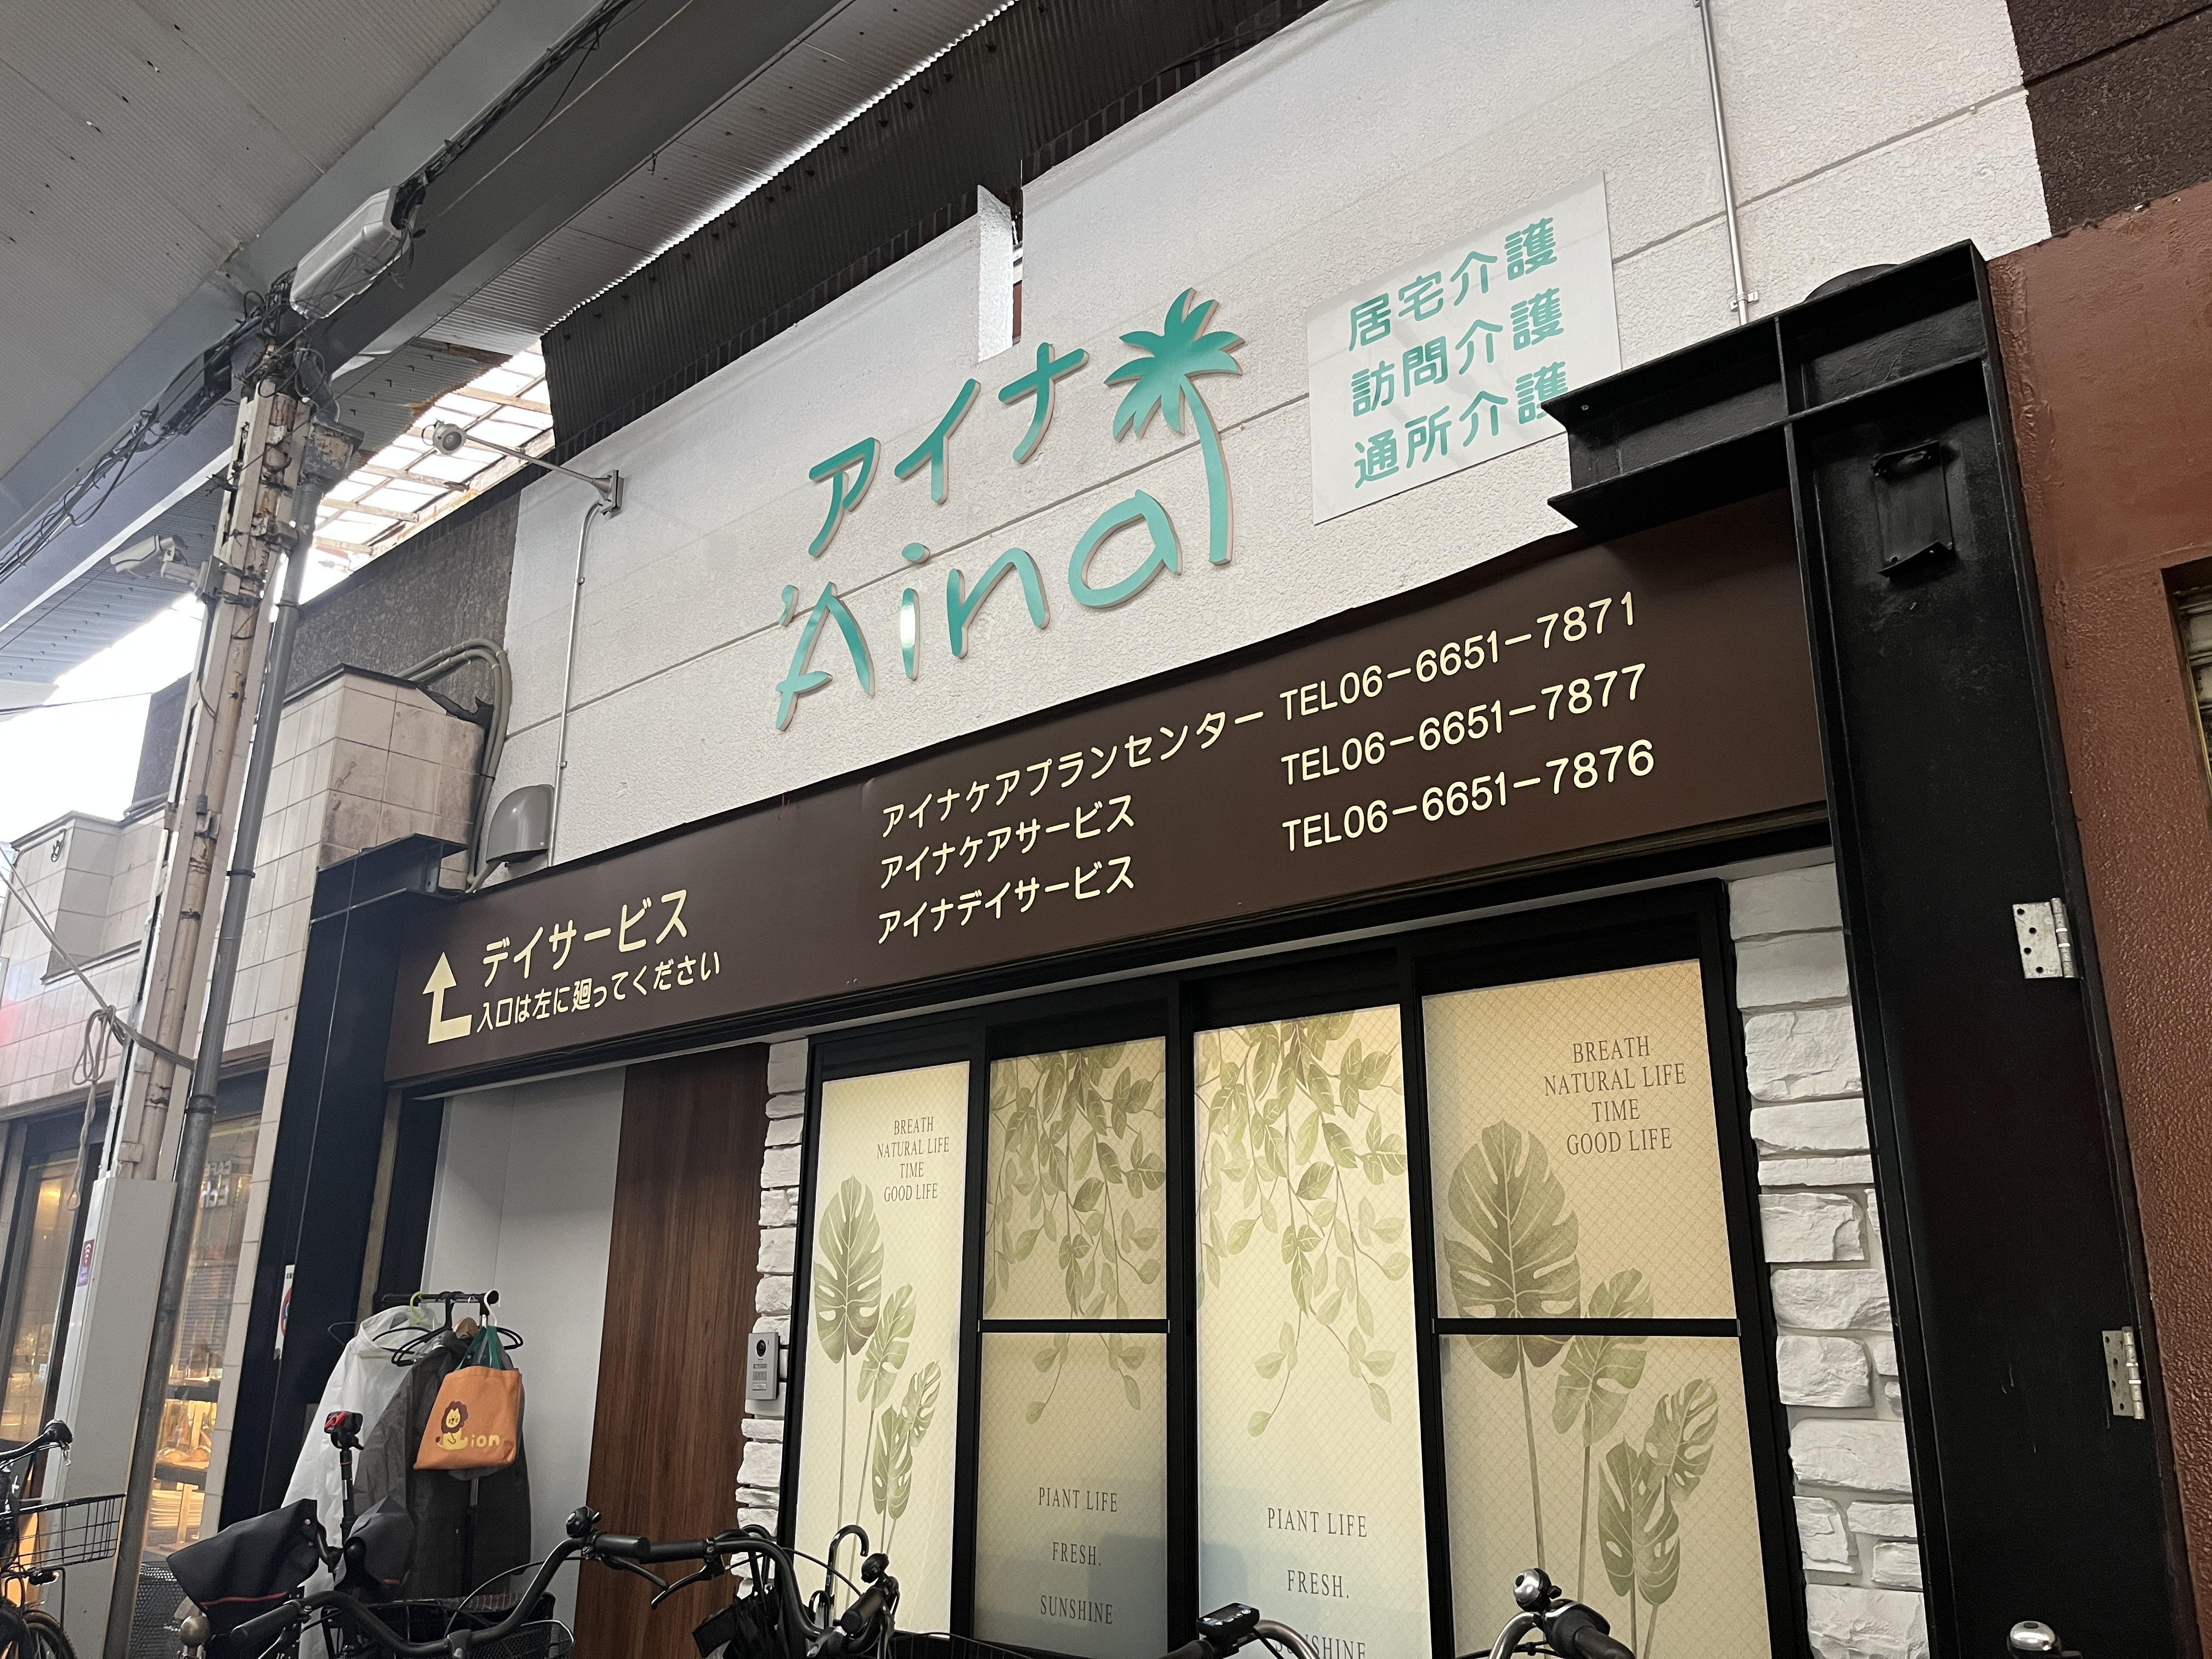 アイナ
'Aina
居宅介護
訪問介護
通所介護
アイナケアプランセンター TEL06-6651-7871
アイナケアサービス TEL06-6651-7877
アイナデイサービス TEL06-6651-7876
デイサービス
入口は左に廻ってください
BREATH
NATURAL LIFE
TIME
GOOD LIFE
PIANT LIFE
FRESH.
SUNSHINE
PIANT LIFE
FRESH.
SUNSHINE
BREATH
NATURAL LIFE
TIME
GOOD LIFE
Lion